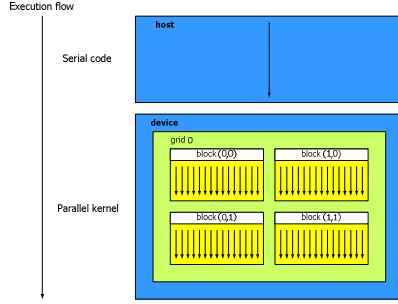 Execution flow
host
Serial code
device
grid 0
block(0,0)
block(1,0)
Parallel kernel
block(0,1)
block(1,1)